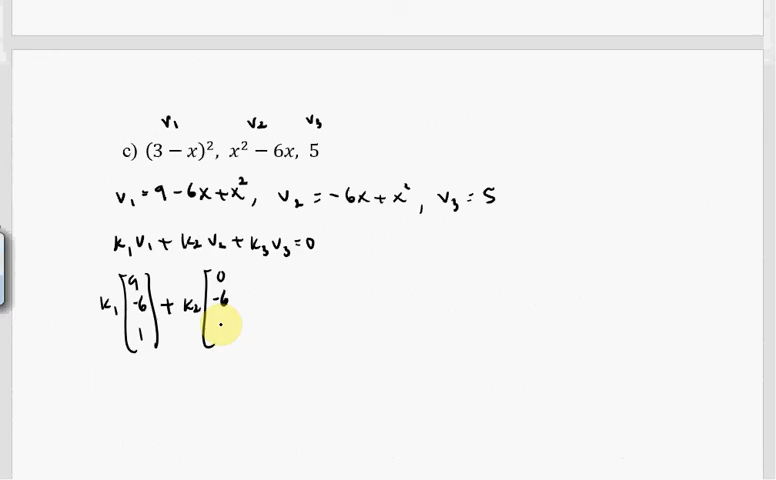 v₁ v₂ v₃
c) (3 − x)², x² − 6x, 5
v₁ = 9 − 6x + x², v₂ = −6x + x², v₃ = 5
k₁v₁ + k₂v₂ + k₃v₃ = 0
k₁ [9 -6 1] + k₂ [0 -6